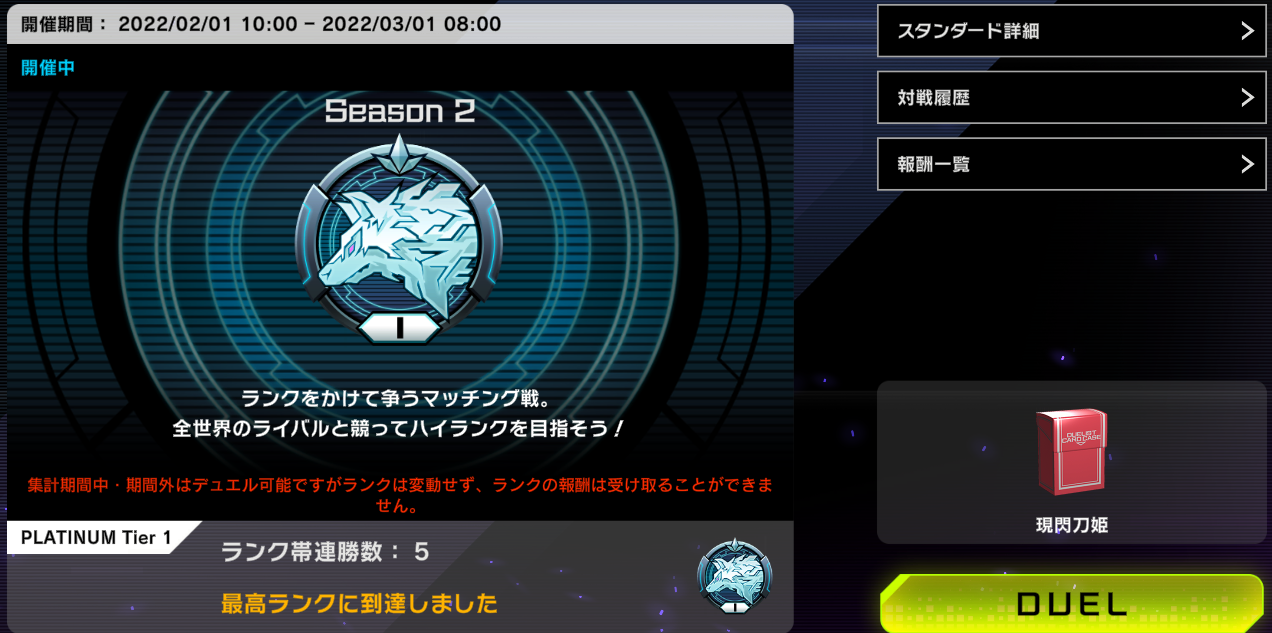 開催期間： 2022/02/01 10:00 - 2022/03/01 08:00
開催中
Season 2
I
ランクをかけて争うマッチング戦。
全世界のライバルと競ってハイランクを目指そう！
集計期間中・期間外はデュエル可能ですがランクは変動せず、ランクの報酬は受け取ることができま
せん。
PLATINUM Tier 1
ランク帯連勝数： 5
最高ランクに到達しました
I
スタンダード詳細
対戦履歴
報酬一覧
DUELIST
CARD CASE
現閃刀姫
DUEL